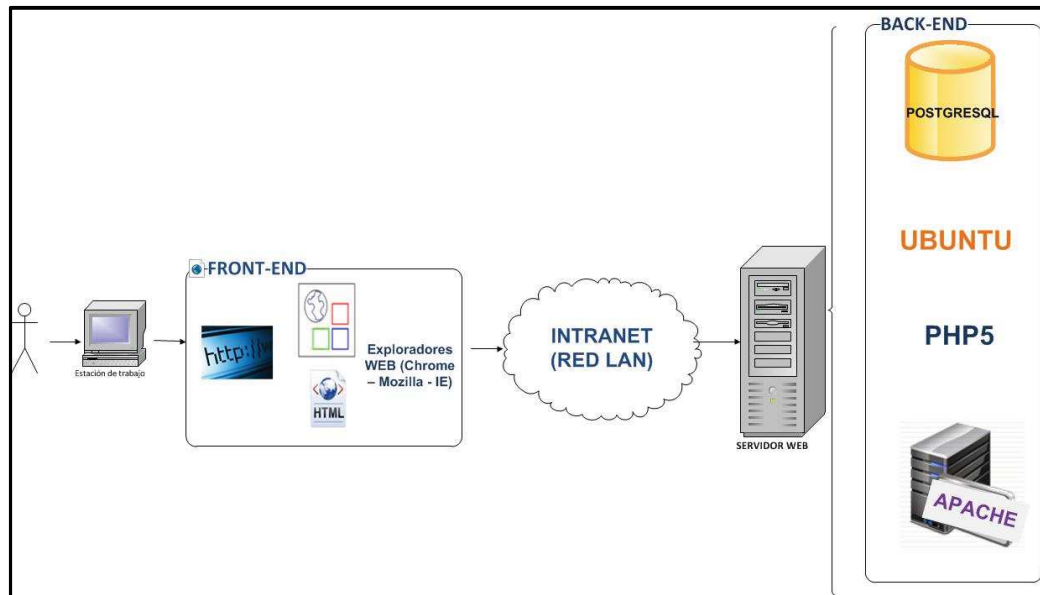 BACK-END
POSTGRESQL
UBUNTU
PHP5
APACHE
FRONT-END
http://w
HTML
Exploradores
WEB (Chrome
– Mozilla - IE)
Estación de trabajo
INTRANET
(RED LAN)
SERVIDOR WEB